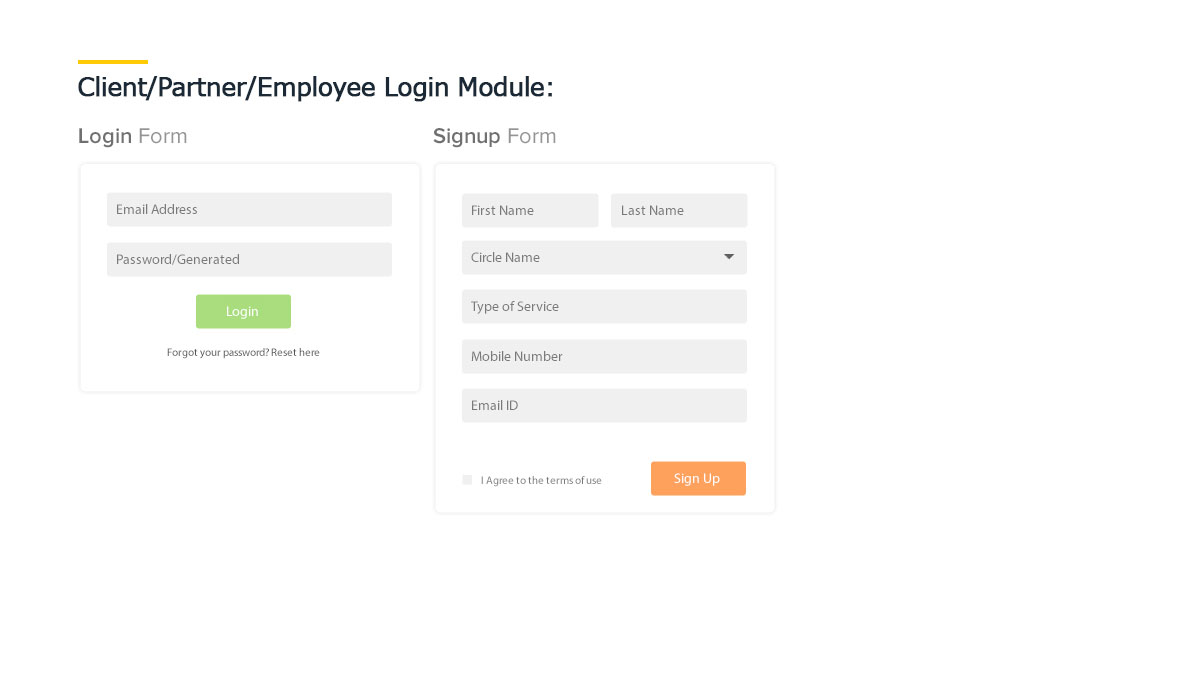 Client/Partner/Employee Login Module:
Login Form
Email Address
Password/Generated
Login
Forgot your password? Reset here
Signup Form
First Name
Last Name
Circle Name
Type of Service
Mobile Number
Email ID
I Agree to the terms of use
Sign Up